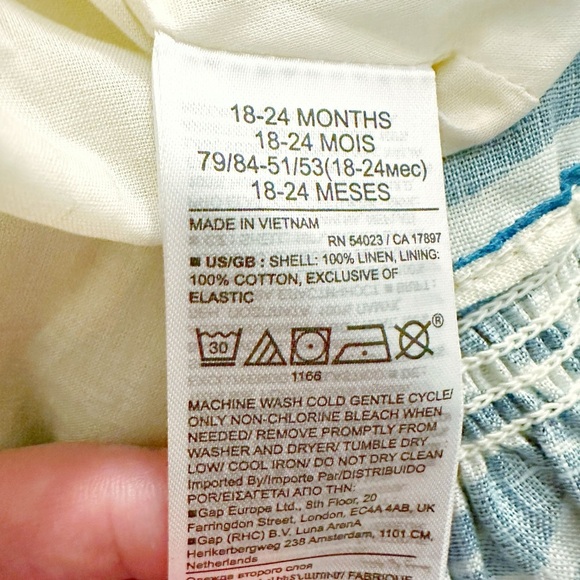 18-24 MONTHS
18-24 MOIS
79/84-51/53(18-24мес)
18-24 MESES
MADE IN VIETNAM
RN 54023 / CA 17897
■ US/GB : SHELL: 100% LINEN, LINING:
100% COTTON, EXCLUSIVE OF
ELASTIC
30
®
1166
MACHINE WASH COLD GENTLE CYCLE/
ONLY NON-CHLORINE BLEACH WHEN
NEEDED/ REMOVE PROMPTLY FROM
WASHER AND DRYER/ TUMBLE DRY
LOW/ COOL IRON/ DO NOT DRY CLEAN
Imported By/Importe Par/DISTRIBUIDO
POR/ΕΙΣΑΓΕΤΑΙ ΑΠΟ ΤΗΝ:
■Gap Europe Ltd., 8th Floor, 20
Farringdon Street, London, EC4A 4AB, UK
■Gap (RHC) B.V. Luna ArenA
Herikerbergweg 238 Amsterdam, 1101 CM,
Netherlands
Одежда второго слоя
FABRIQUE